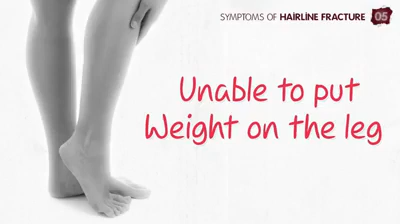 SYMPTOMS OF HAIRLINE FRACTURE 05
Unable to put
Weight on the leg